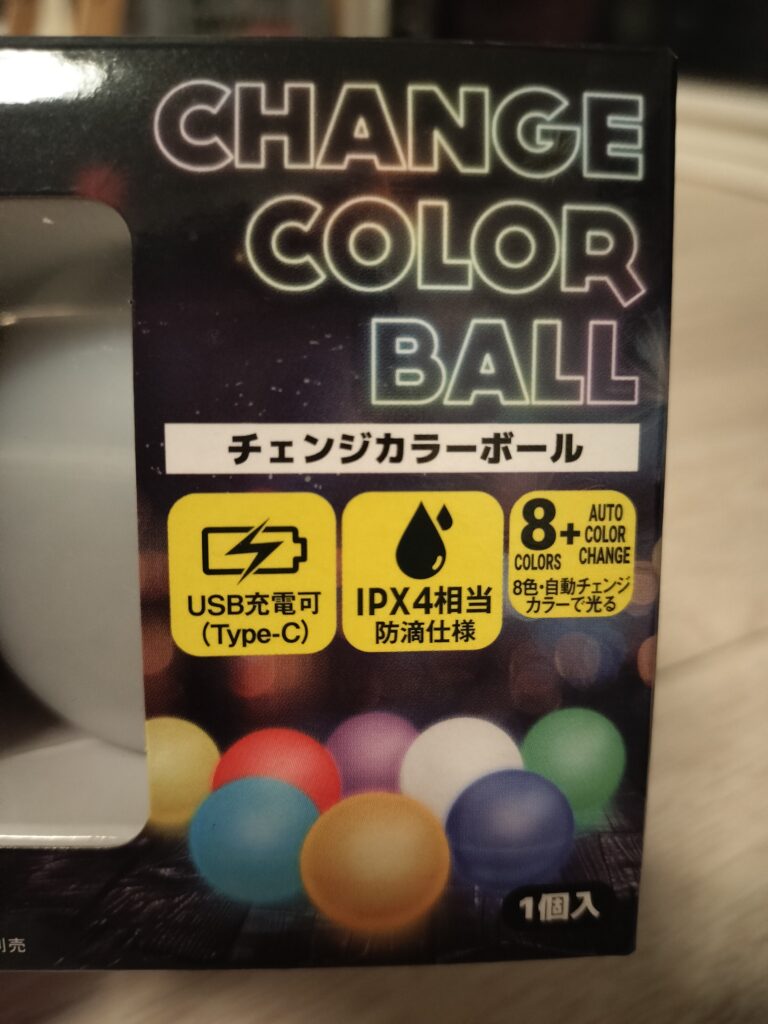 CHANGE
COLOR
BALL
チェンジカラーボール
USB充電可
(Type-C)
IPX4相当
防滴仕様
8+
COLORS
AUTO
COLOR
CHANGE
8色・自動チェンジ
カラーで光る
1個入
別売